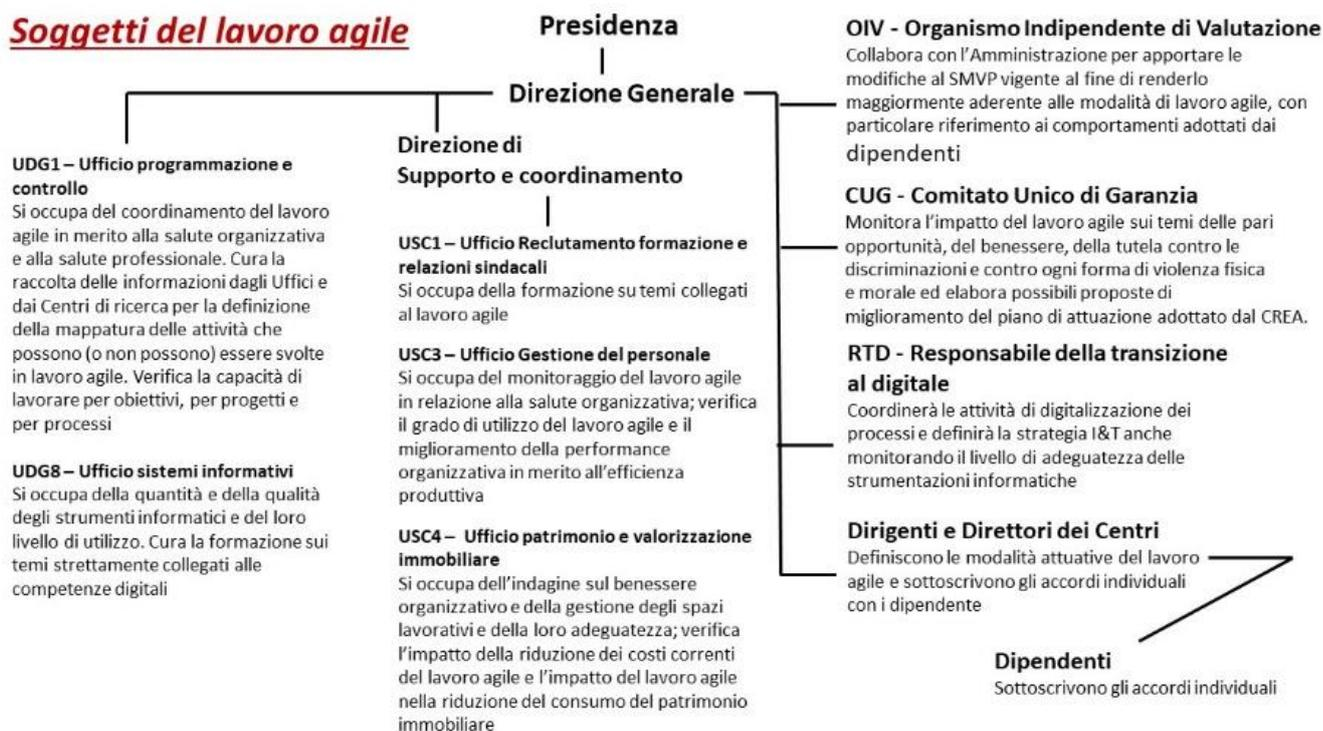 Soggetti del lavoro agile
Presidenza
Direzione Generale
UDG1 – Ufficio programmazione e
controllo
Si occupa del coordinamento del lavoro
agile in merito alla salute organizzativa
e alla salute professionale. Cura la
raccolta delle informazioni dagli Uffici e
dai Centri di ricerca per la definizione
della mappatura delle attività che
possono (o non possono) essere svolte
in lavoro agile. Verifica la capacità di
lavorare per obiettivi, per progetti e
per processi
UDG8 – Ufficio sistemi informativi
Si occupa della quantità e della qualità
degli strumenti informatici e del loro
livello di utilizzo. Cura la formazione sui
temi strettamente collegati alle
competenze digitali
Direzione di
Supporto e coordinamento
USC1 – Ufficio Reclutamento formazione e
relazioni sindacali
Si occupa della formazione su temi collegati
al lavoro agile
USC3 – Ufficio Gestione del personale
Si occupa del monitoraggio del lavoro agile
in relazione alla salute organizzativa; verifica
il grado di utilizzo del lavoro agile e il
miglioramento della performance
organizzativa in merito all'efficienza
produttiva
USC4 – Ufficio patrimonio e valorizzazione
immobiliare
Si occupa dell'indagine sul benessere
organizzativo e della gestione degli spazi
lavorativi e della loro adeguatezza; verifica
l'impatto della riduzione dei costi correnti
del lavoro agile e l'impatto del lavoro agile
nella riduzione del consumo del patrimonio
immobiliare
OIV - Organismo Indipendente di Valutazione
Collabora con l'Amministrazione per apportare le
modifiche al SMVP vigente al fine di renderlo
maggiormente aderente alle modalità di lavoro agile, con
particolare riferimento ai comportamenti adottati dai
dipendenti
CUG - Comitato Unico di Garanzia
Monitora l'impatto del lavoro agile sui temi delle pari
opportunità, del benessere, della tutela contro le
discriminazioni e contro ogni forma di violenza fisica
e morale ed elabora possibili proposte di
miglioramento del piano di attuazione adottato dal CREA.
RTD - Responsabile della transizione
al digitale
Coordinerà le attività di digitalizzazione dei
processi e definirà la strategia I&T anche
monitorando il livello di adeguatezza delle
strumentazioni informatiche
Dirigenti e Direttori dei Centri
Definiscono le modalità attuative del lavoro
agile e sottoscrivono gli accordi individuali
con i dipendente
Dipendenti
Sottoscrivono gli accordi individuali